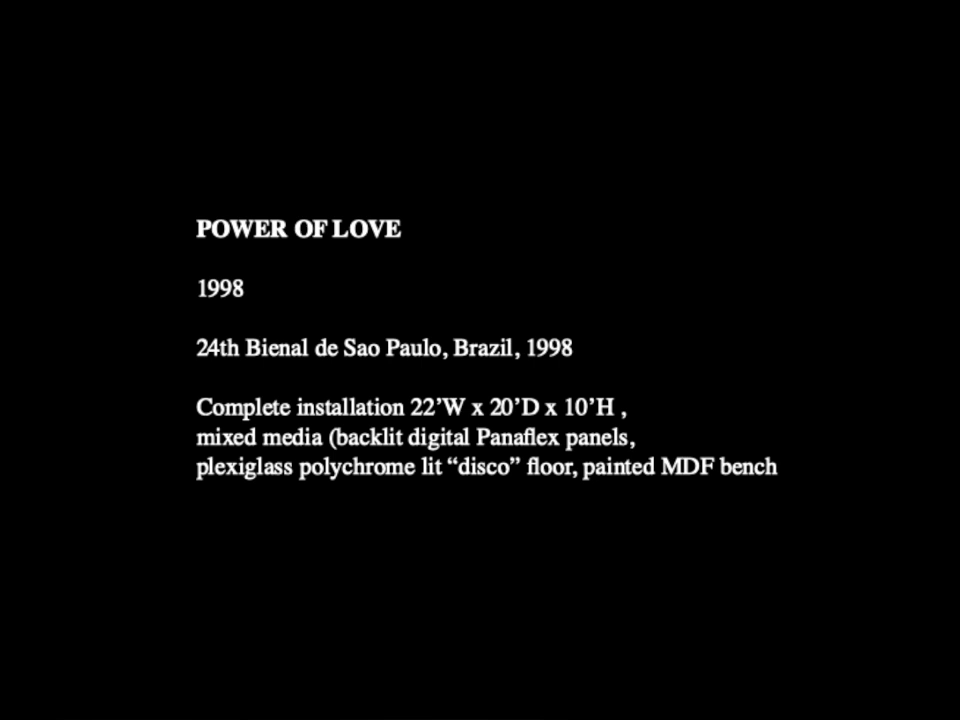 POWER OF LOVE
1998
24th Bienal de Sao Paulo, Brazil, 1998
Complete installation 22’W x 20’D x 10’H ,
mixed media (backlit digital Panaflex panels,
plexiglass polychrome lit “disco” floor, painted MDF bench